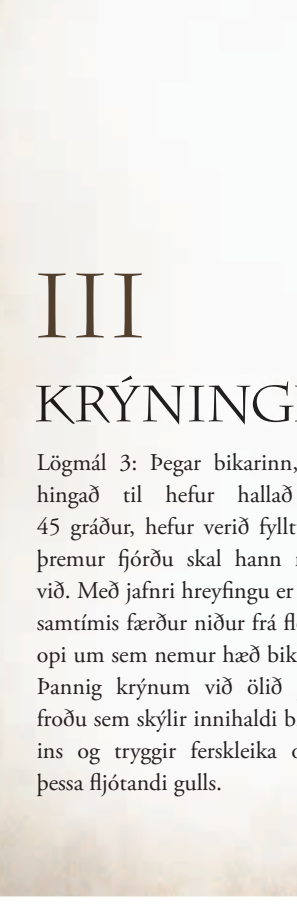 III
KRÝNING
Lögmál 3: Þegar bikarinn,
hingað til hefur hallað
45 gráður, hefur verið fyllt
þremur fjórðu skal hann
við. Með jafnri hreyfingu er
samtímis færður niður frá
opi um sem nemur hæð bik
Þannig krýnum við ölið
froðu sem skýlir innihaldi b
ins og tryggir ferskleika
þessa fljótandi gulls.